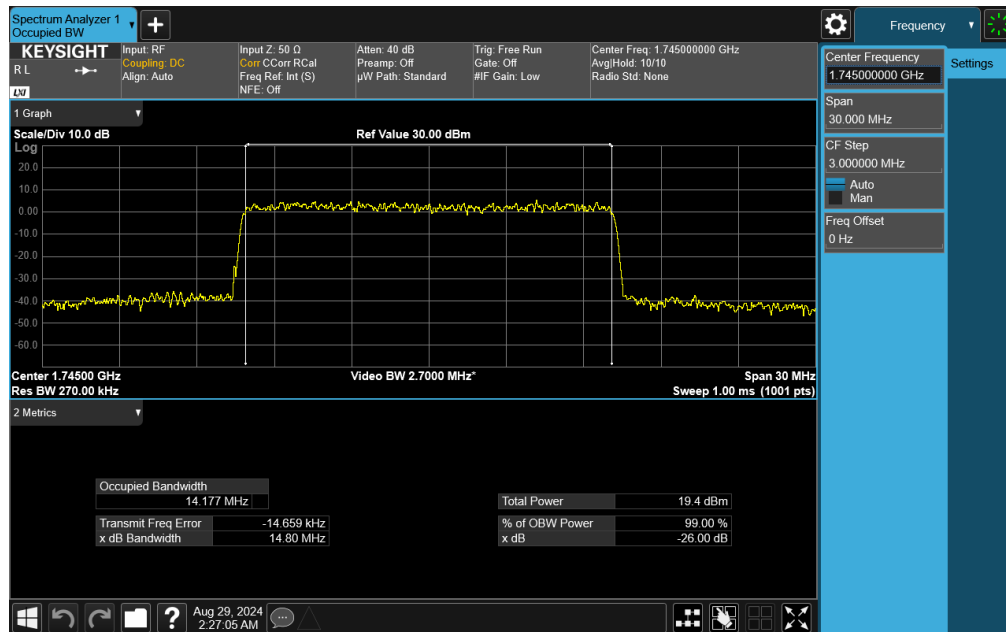 Spectrum Analyzer 1
Occupied BW
Frequency
KEYSIGHT
R L
LXI
Input: RF
Coupling: DC
Align: Auto
Input Z: 50 Ω
Corr CCorr RCal
Freq Ref: Int (S)
NFE: Off
Atten: 40 dB
Preamp: Off
µW Path: Standard
Trig: Free Run
Gate: Off
#IF Gain: Low
Center Freq: 1.745000000 GHz
Avg|Hold: 10/10
Radio Std: None
Center Frequency
1.745000000 GHz
Settings
Span
30.000 MHz
CF Step
3.000000 MHz
Auto
Man
Freq Offset
0 Hz
1 Graph
Scale/Div 10.0 dB
Ref Value 30.00 dBm
Log
20.0
10.0
0.00
-10.0
-20.0
-30.0
-40.0
-50.0
-60.0
Center 1.74500 GHz
Video BW 2.7000 MHz*
Span 30 MHz
Res BW 270.00 kHz
Sweep 1.00 ms (1001 pts)
2 Metrics
Occupied Bandwidth
14.177 MHz
Transmit Freq Error -14.659 kHz
x dB Bandwidth 14.80 MHz
Total Power 19.4 dBm
% of OBW Power 99.00 %
x dB -26.00 dB
Aug 29, 2024
2:27:05 AM